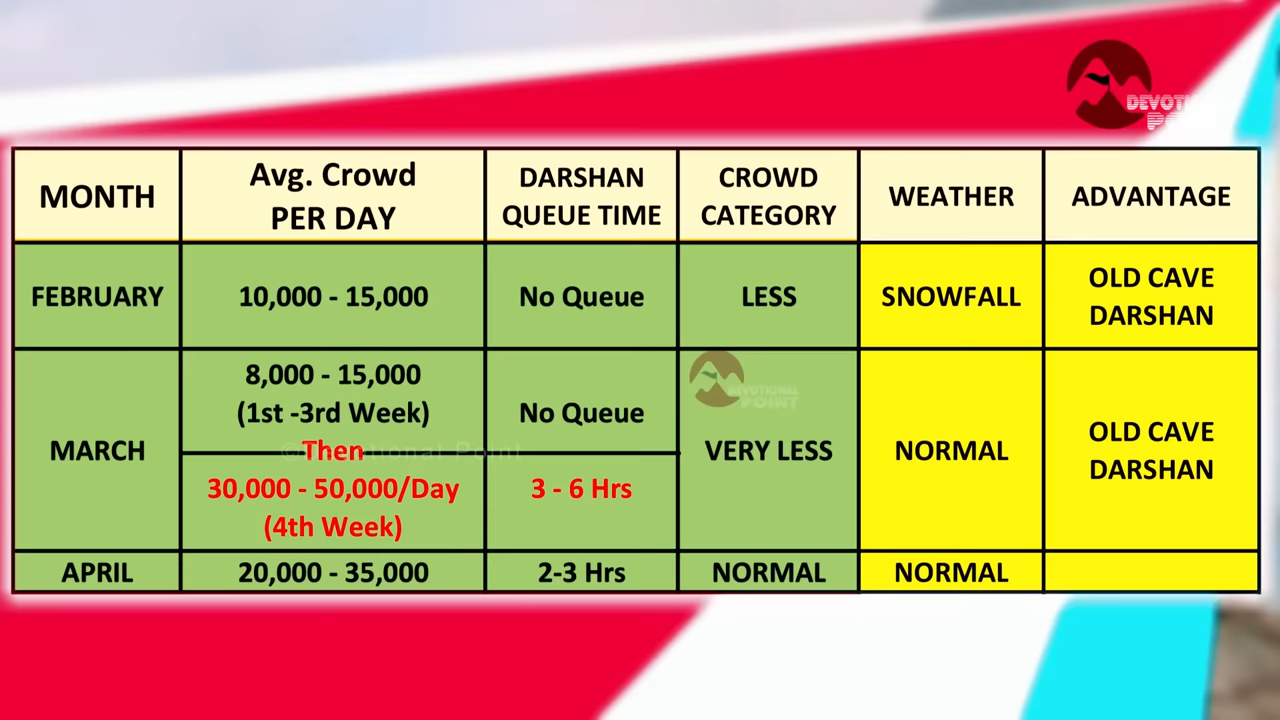 DEVOTI
MONTH
Avg. Crowd
PER DAY
DARSHAN
QUEUE TIME
CROWD
CATEGORY
WEATHER
ADVANTAGE
FEBRUARY
10,000 - 15,000
No Queue
LESS
SNOWFALL
OLD CAVE
DARSHAN
MARCH
8,000 - 15,000
(1st -3rd Week)
Then
30,000 - 50,000/Day
(4th Week)
No Queue
3 - 6 Hrs
DEVOTIONAL
POINT
VERY LESS
NORMAL
OLD CAVE
DARSHAN
APRIL
20,000 - 35,000
2-3 Hrs
NORMAL
NORMAL